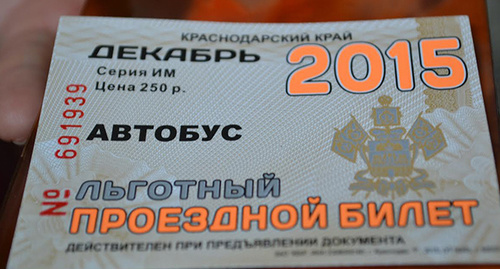 КРАСНОДАРСКИЙ КРАЙ
ДЕКАБРЬ 2015
Серия ИМ
Цена 250 р.
АВТОБУС
№ 691939
ЛЬГОТНЫЙ
ПРОЕЗДНОЙ БИЛЕТ
ДЕЙСТВИТЕЛЕН ПРИ ПРЕДЪЯВЛЕНИИ ДОКУМЕНТА